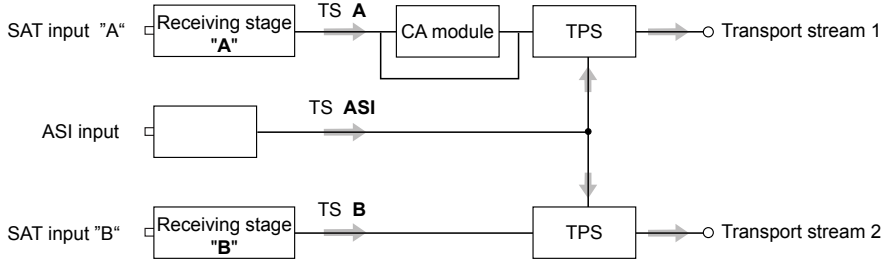 TS A
SAT input "A“
Receiving stage
"A"
CA module
TPS
Transport stream 1
TS ASI
ASI input
TS B
SAT input "B“
Receiving stage
"B"
TPS
Transport stream 2